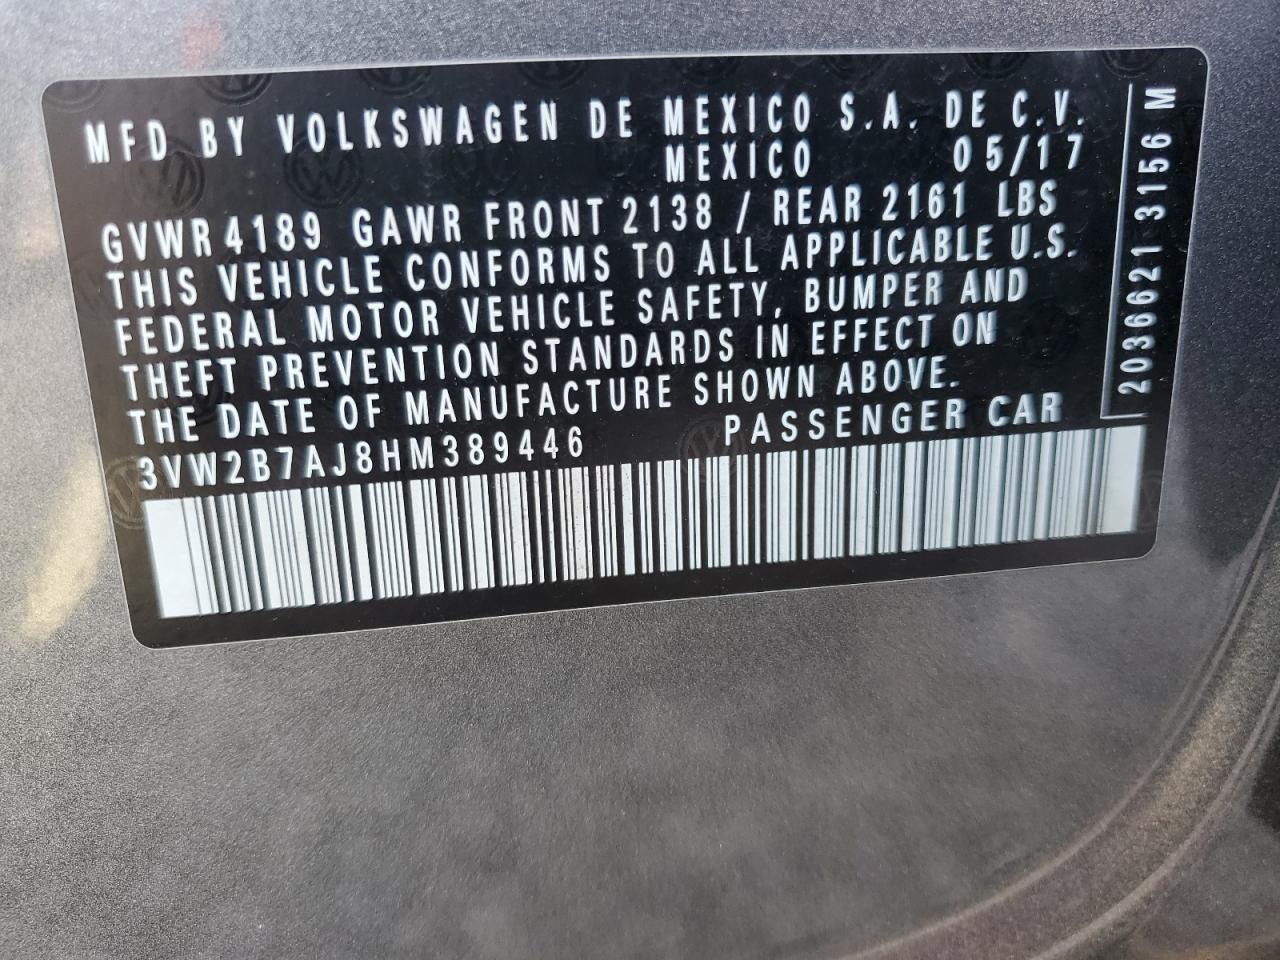 MFD BY VOLKSWAGEN DE MEXICO S.A. DE C.V.
MEXICO 05/17
GVWR 4189 GAWR FRONT 2138 / REAR 2161 LBS
THIS VEHICLE CONFORMS TO ALL APPLICABLE U.S.
FEDERAL MOTOR VEHICLE SAFETY, BUMPER AND
THEFT PREVENTION STANDARDS IN EFFECT ON
THE DATE OF MANUFACTURE SHOWN ABOVE.
3VW2B7AJ8HM389446 PASSENGER CAR
2036621 3156 M